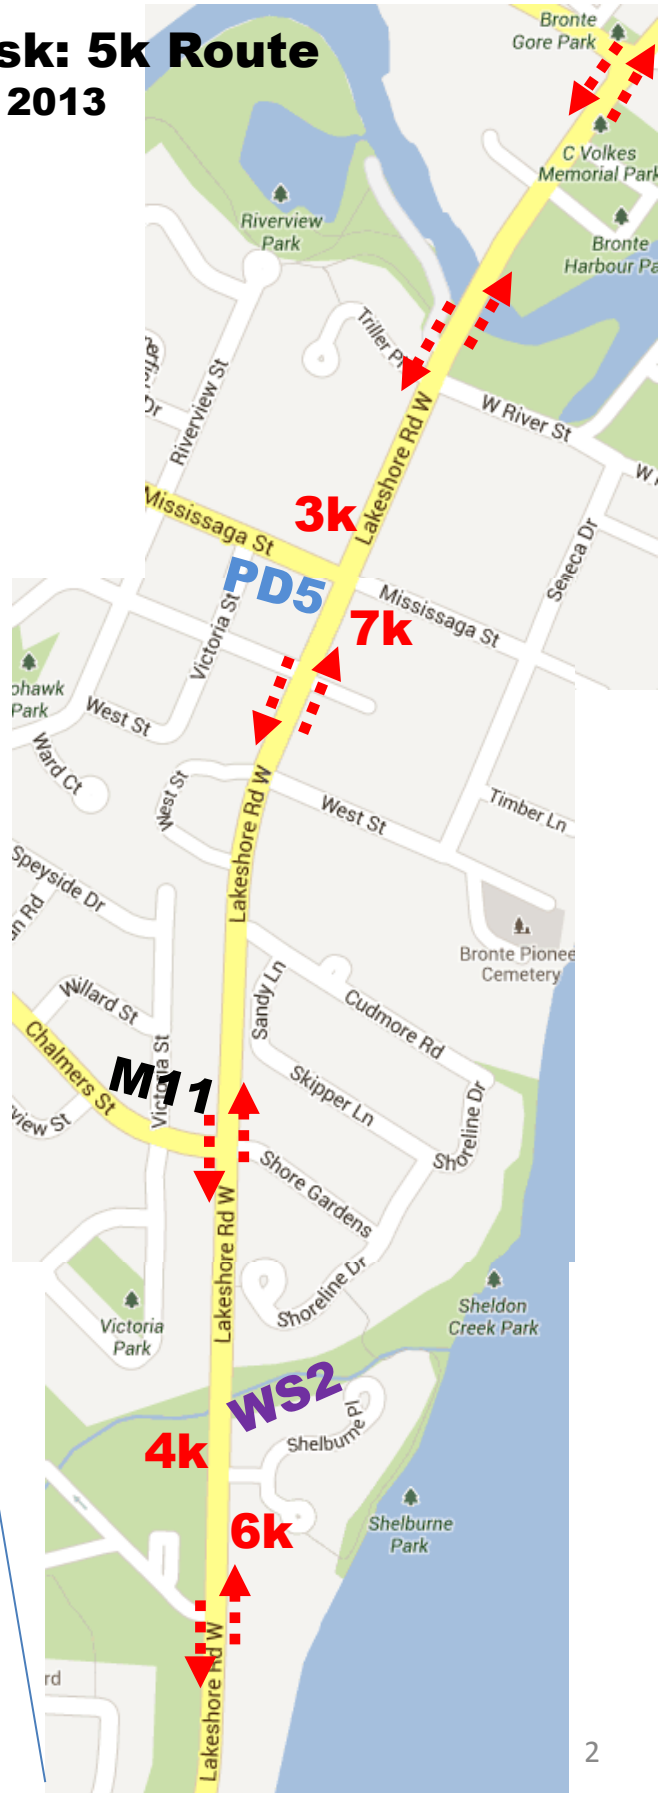 sk: 5k Route
2013
Bronte
Gore Park
C Volkes
Memorial Park
Riverview
Park
Bronte
Harbour Pa
Triller Pl
W River St
Riverview St
Dr
Lakeshore Rd W
W
3k
Mississaga St
PD5
Seneca Dr
Mississaga St
7k
Victoria St
ohawk
Park
West St
Ward Ct
West St
Lakeshore Rd W
West St
Timber Ln
Speyside Dr
an Rd
Bronte Pionee
Cemetery
Willard St
Sandy Ln
Cudmore Rd
Chalmers St
M11
Victoria St
Skipper Ln
Shoreline Dr
view St
Shore Gardens
Lakeshore Rd W
Shoreline Dr
Sheldon
Creek Park
Victoria
Park
WS2
Shelburne Pl
4k
6k
Shelburne
Park
Lakeshore Rd W
rd
2